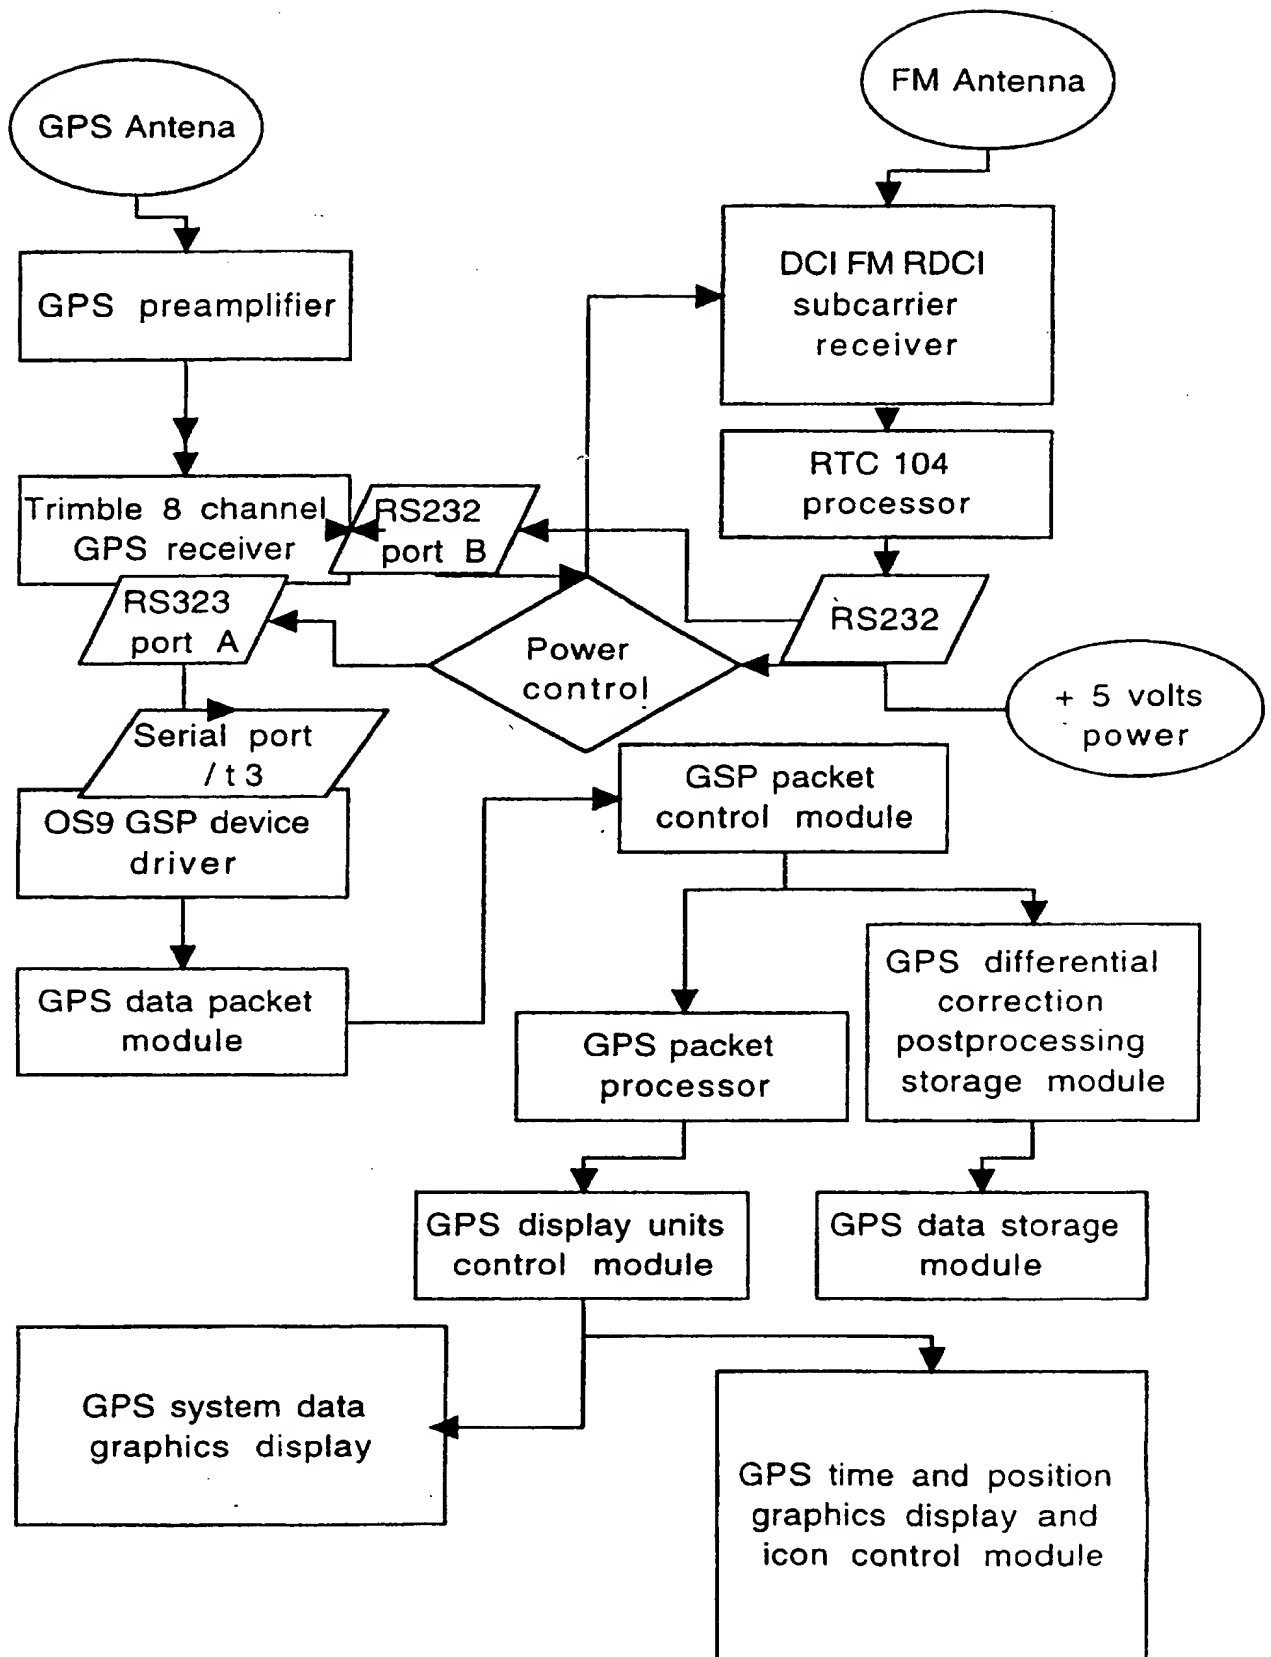 FM Antenna
GPS Antena
GPS preamplifier
DCI FM RDCI
subcarrier
receiver
RTC 104
processor
Trimble 8 channel
GPS receiver
RS232
port B
RS323
port A
RS232
Power
control
+ 5 volts
power
Serial port
/t3
OS9 GSP device
driver
GSP packet
control module
GPS data packet
module
GPS differential
correction
postprocessing
storage module
GPS packet
processor
GPS display units
control module
GPS data storage
module
GPS system data
graphics display
GPS time and position
graphics display and
icon control module